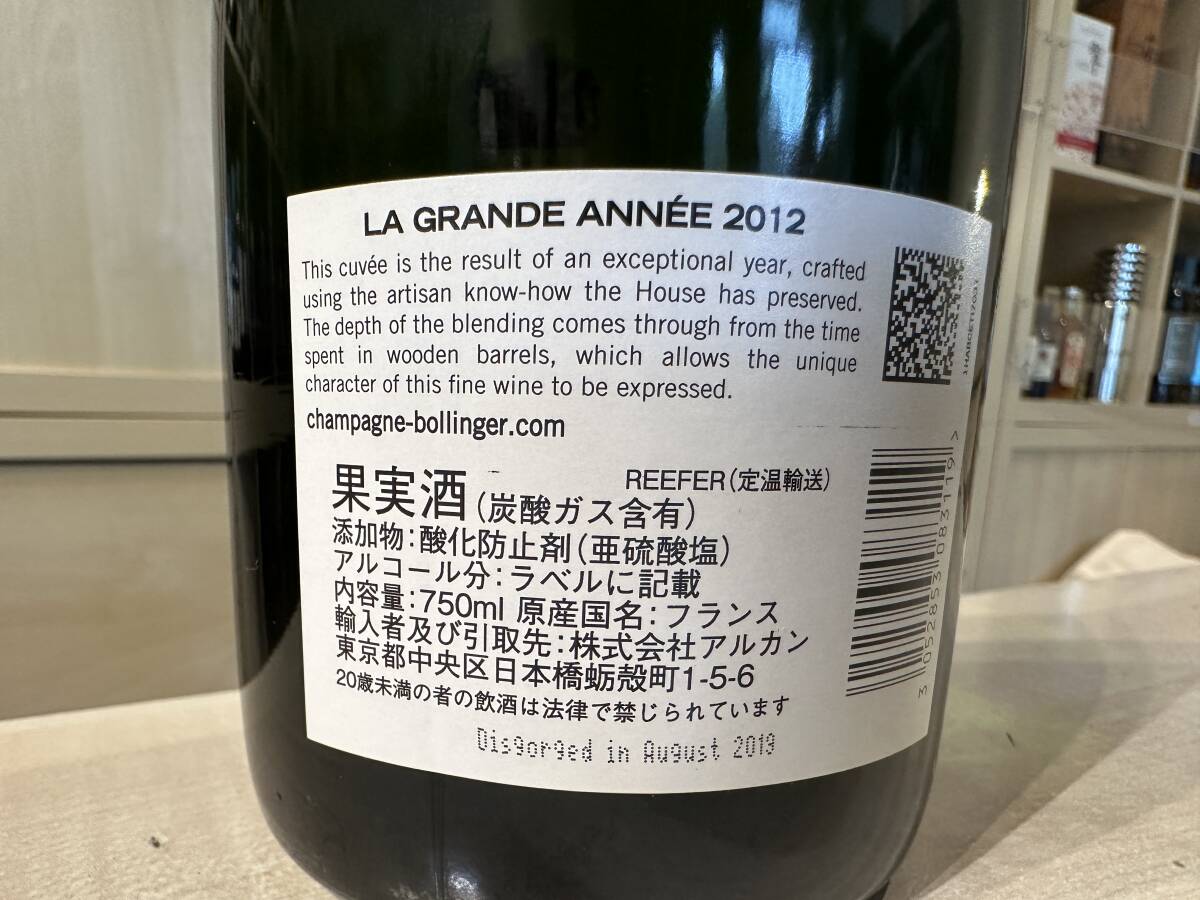 LA GRANDE ANNÉE 2012
This cuvée is the result of an exceptional year, crafted
using the artisan know-how the House has preserved.
The depth of the blending comes through from the time
spent in wooden barrels, which allows the unique
character of this fine wine to be expressed.
champagne-bollinger.com
REEFER(定温輸送)
果実酒(炭酸ガス含有)
添加物:酸化防止剤(亜硫酸塩)
アルコール分:ラベルに記載
内容量:750ml 原産国名:フランス
輸入者及び引取先:株式会社アルカン
東京都中央区日本橋蛎殻町1-5-6
20歳未満の者の飲酒は法律で禁じられています
Disgorged in August 2019
3 052853 083119 >